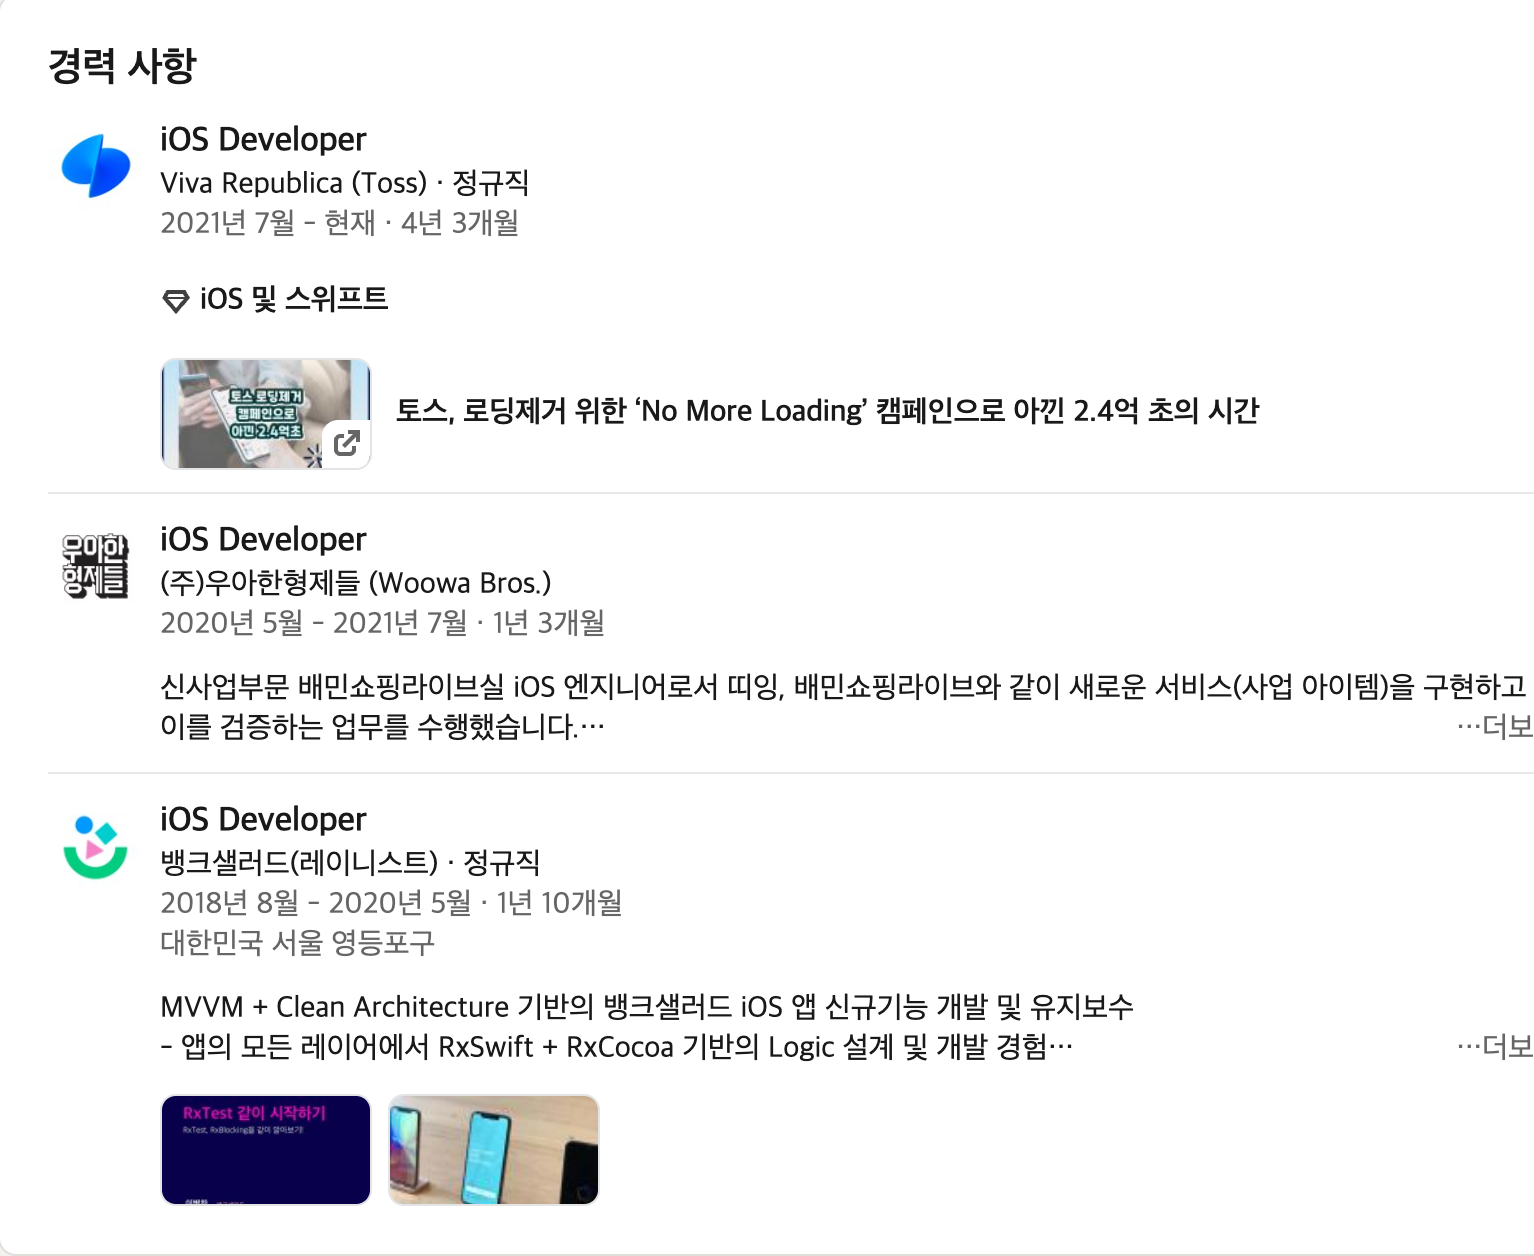 경력 사항
iOS Developer
Viva Republica (Toss) · 정규직
2021년 7월 - 현재 · 4년 3개월
iOS 및 스위프트
토스 로딩제거
캠페인으로
아낀 2.4억초
토스, 로딩제거 위한 ‘No More Loading’ 캠페인으로 아낀 2.4억 초의 시간
우아한
형제들
iOS Developer
(주)우아한형제들 (Woowa Bros.)
2020년 5월 - 2021년 7월 · 1년 3개월
신사업부문 배민쇼핑라이브실 iOS 엔지니어로서 띠잉, 배민쇼핑라이브와 같이 새로운 서비스(사업 아이템)을 구현하고
이를 검증하는 업무를 수행했습니다.…
…더보
iOS Developer
뱅크샐러드(레이니스트) · 정규직
2018년 8월 - 2020년 5월 · 1년 10개월
대한민국 서울 영등포구
MVVM + Clean Architecture 기반의 뱅크샐러드 iOS 앱 신규기능 개발 및 유지보수
- 앱의 모든 레이어에서 RxSwift + RxCocoa 기반의 Logic 설계 및 개발 경험…
…더보
RxTest 같이 시작하기
RxTest, RxBlocking을 같이 알아보기!